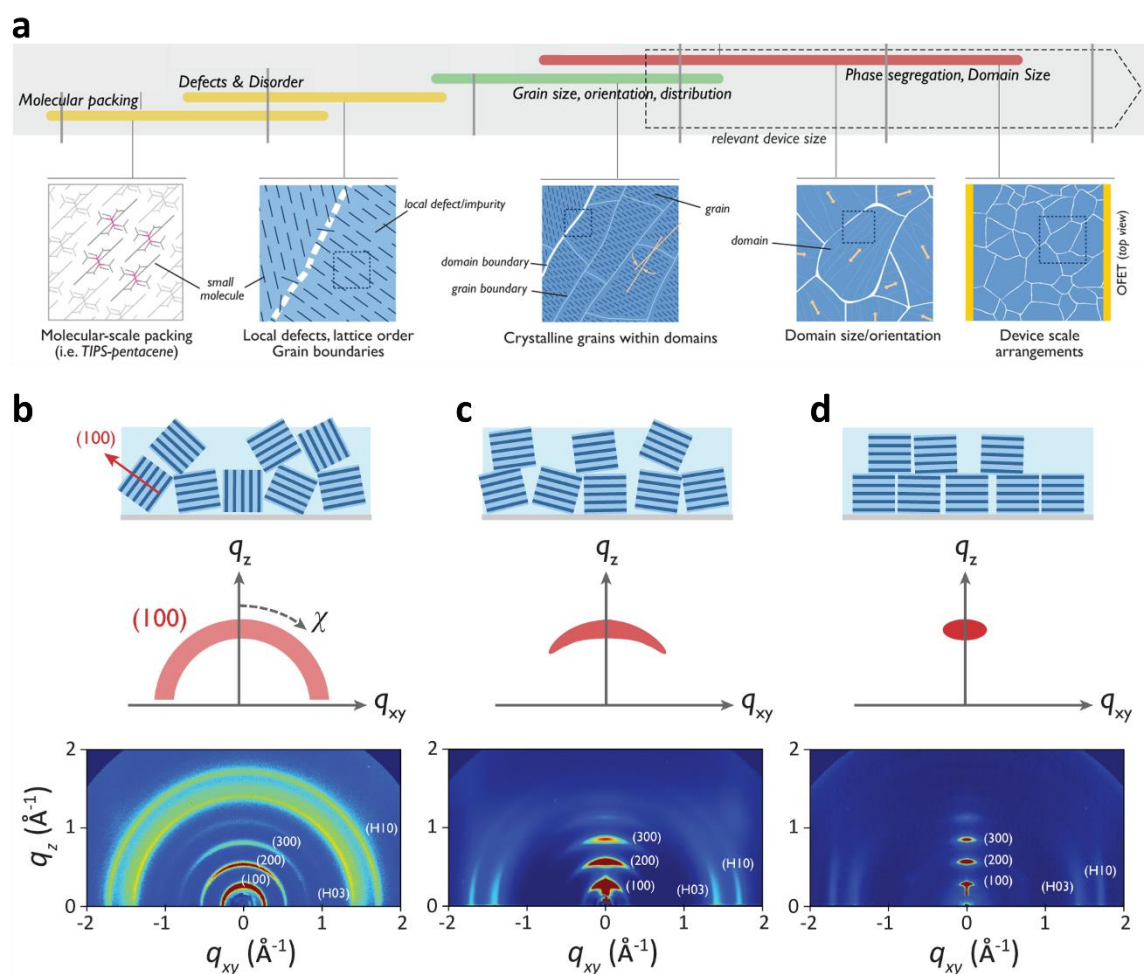 a
Defects & Disorder
Phase segregation, Domain Size
Molecular packing
Grain size, orientation, distribution
relevant device size
local defect/impurity
small
molecule
grain
domain boundary
grain boundary
domain
OFET (top view)
Molecular-scale packing
(i.e. TIPS-pentacene)
Local defects, lattice order
Grain boundaries
Crystalline grains within domains
Domain size/orientation
Device scale
arrangements
b
(100)
qz
(100)
χ
qxy
2
1
0
qz (Å-1)
(300)
(200)
(100)
(H03)
(H10)
-2 -1 0 1 2
qxy (Å-1)
c
qz
qxy
2
1
0
(300)
(200)
(100)
(H03)
(H10)
-2 -1 0 1 2
qxy (Å-1)
d
qz
qxy
2
1
0
(300)
(200)
(100)
(H03)
(H10)
-2 -1 0 1 2
qxy (Å-1)